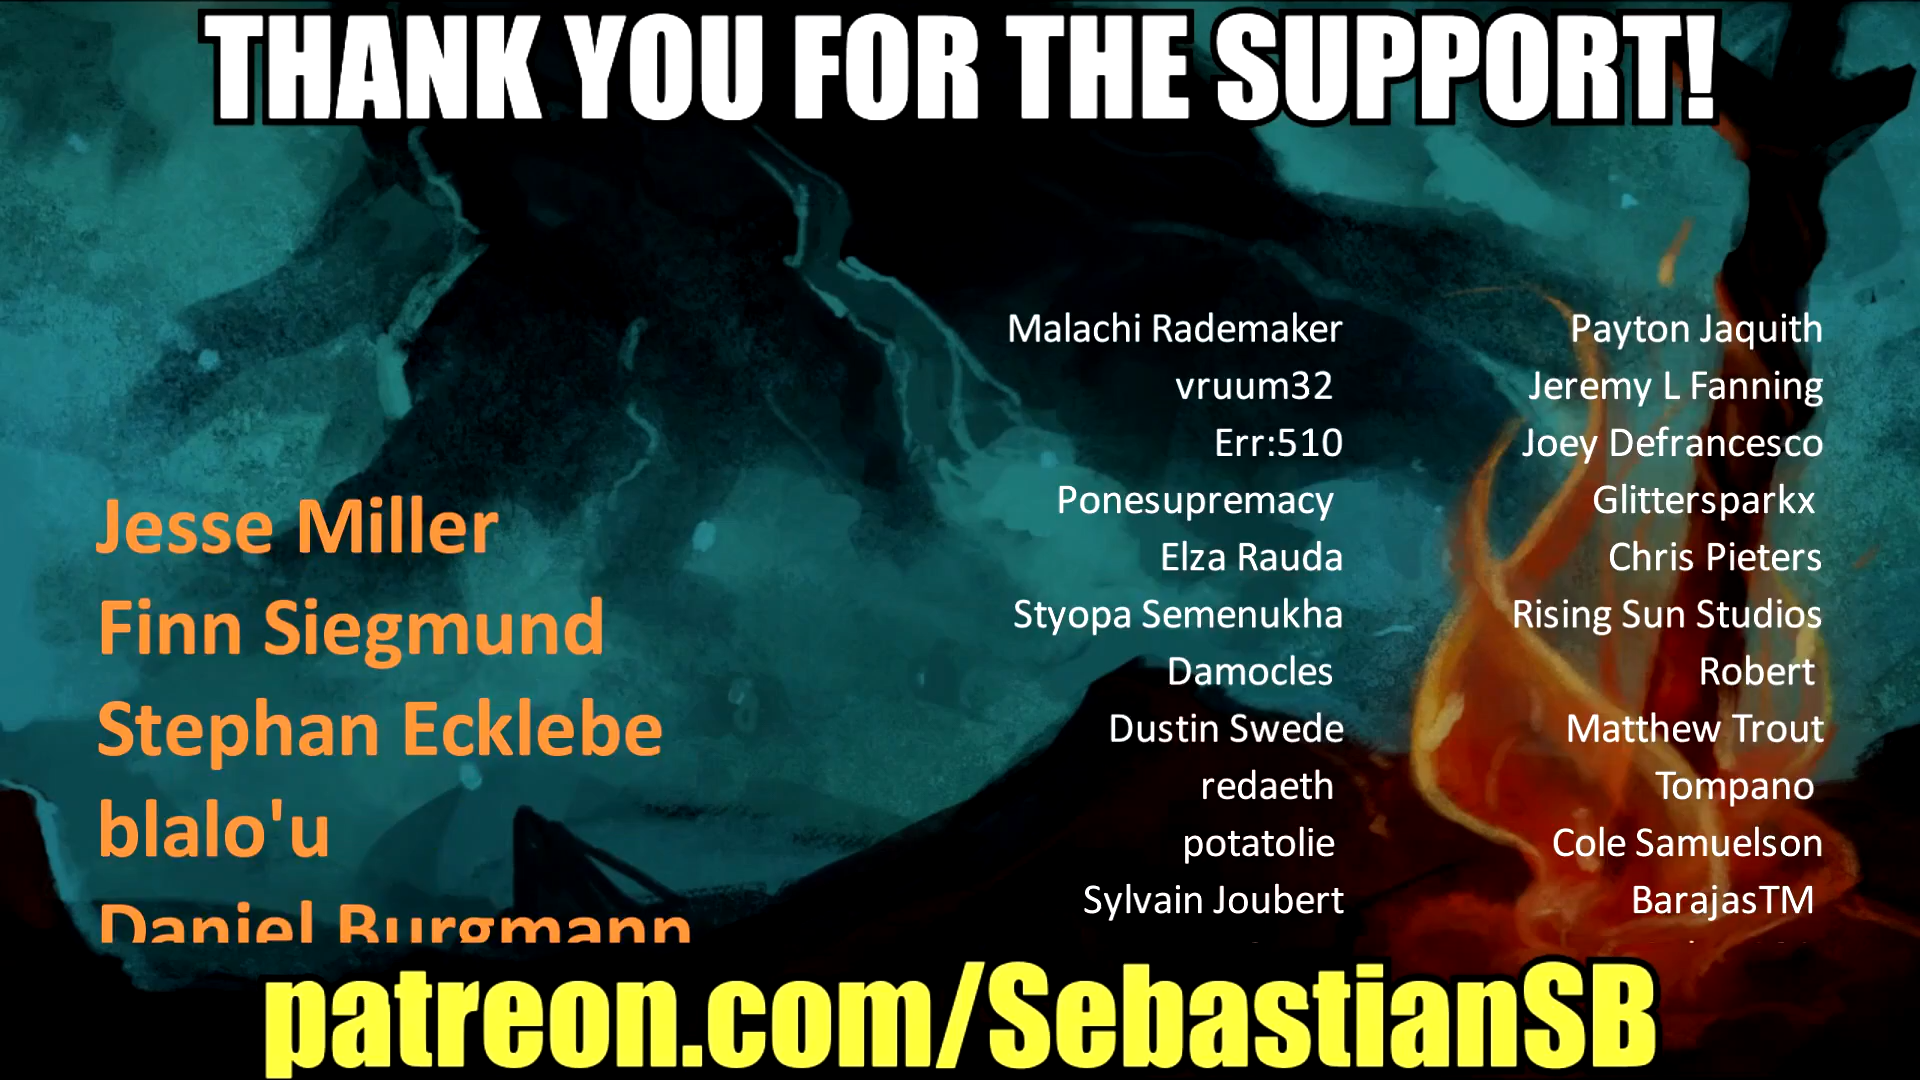 THANK YOU FOR THE SUPPORT!
Jesse Miller
Finn Siegmund
Stephan Ecklebe
blalo'u
Daniel Burgmann
Malachi Rademaker
vruum32
Err:510
Ponesupremacy
Elza Rauda
Styopa Semenukha
Damocles
Dustin Swede
redaeth
potatolie
Sylvain Joubert
Payton Jaquith
Jeremy L Fanning
Joey Defrancesco
Glittersparkx
Chris Pieters
Rising Sun Studios
Robert
Matthew Trout
Tompano
Cole Samuelson
BarajasTM
patreon.com/SebastianSB